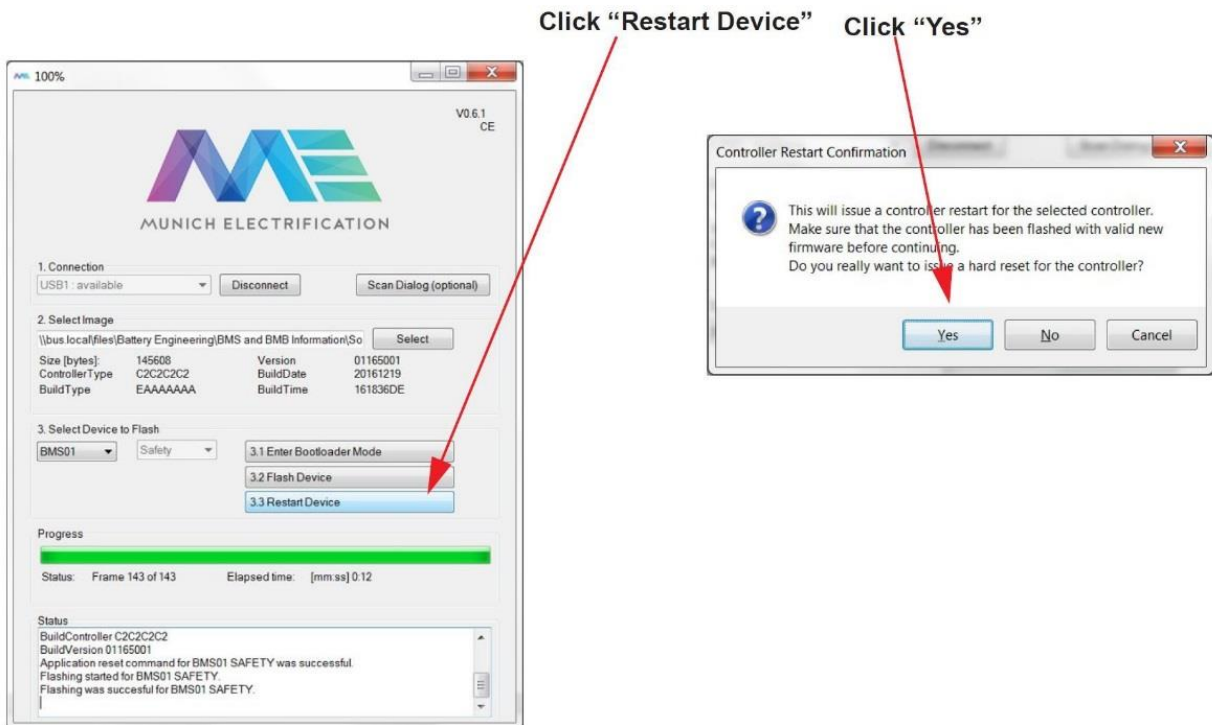 Click “Restart Device”
Click “Yes”
ME 100%
V0.6.1
CE
ME
MUNICH ELECTRIFICATION
1. Connection
USB1 : available
Disconnect
Scan Dialog (optional)
2. Select Image
\\bus.local\files\Battery Engineering\BMS and BMB Information\So
Select
Size [bytes]: 145608 Version 01165001
ControllerType C2C2C2C2 BuildDate 20161219
BuildType EAAAAAAA BuildTime 161836DE
3. Select Device to Flash
BMS01
Safety
3.1 Enter Bootloader Mode
3.2 Flash Device
3.3 Restart Device
Progress
Status: Frame 143 of 143 Elapsed time: [mm:ss] 0:12
Status
BuildController C2C2C2C2
BuildVersion 01165001
Application reset command for BMS01 SAFETY was successful.
Flashing started for BMS01 SAFETY.
Flashing was succesful for BMS01 SAFETY.
Controller Restart Confirmation
This will issue a controller restart for the selected controller.
Make sure that the controller has been flashed with valid new
firmware before continuing.
Do you really want to issue a hard reset for the controller?
Yes
No
Cancel